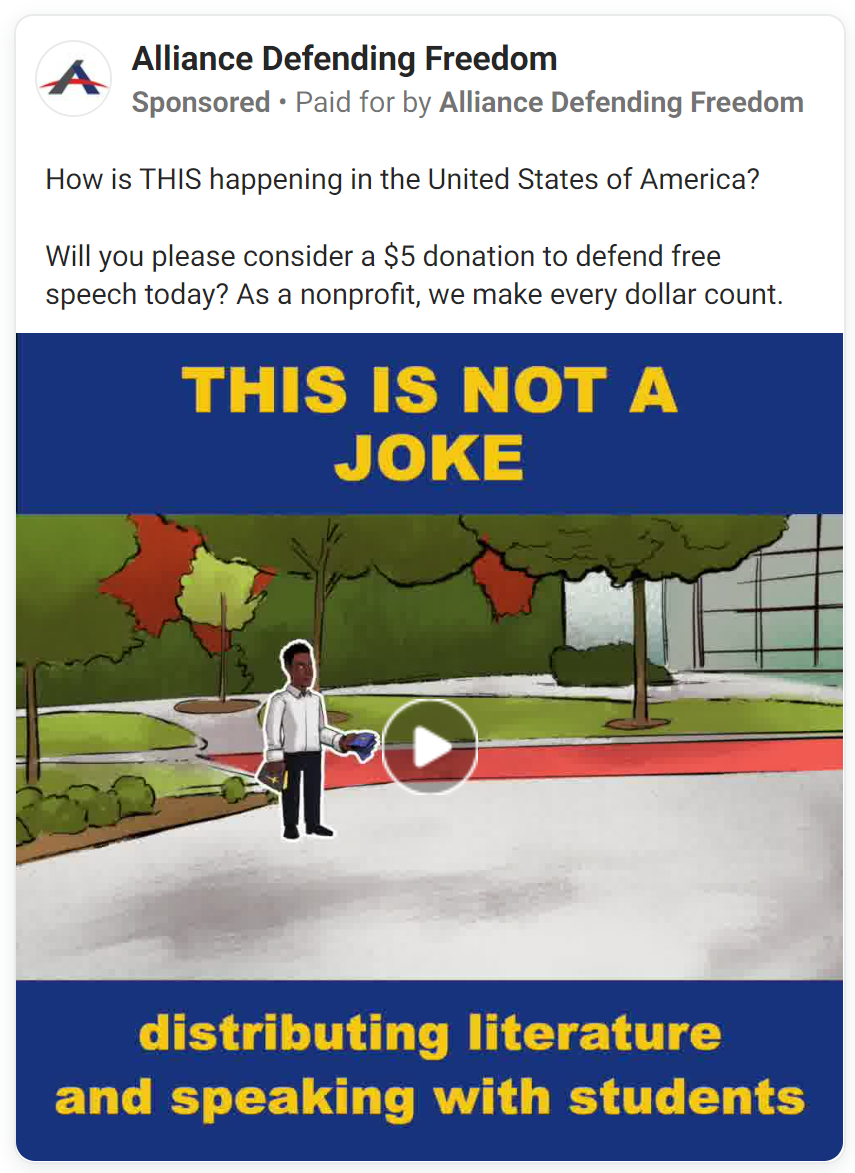 Alliance Defending Freedom
Sponsored • Paid for by Alliance Defending Freedom
How is THIS happening in the United States of America?
Will you please consider a $5 donation to defend free
speech today? As a nonprofit, we make every dollar count.
THIS IS NOT A
JOKE
distributing literature
and speaking with students